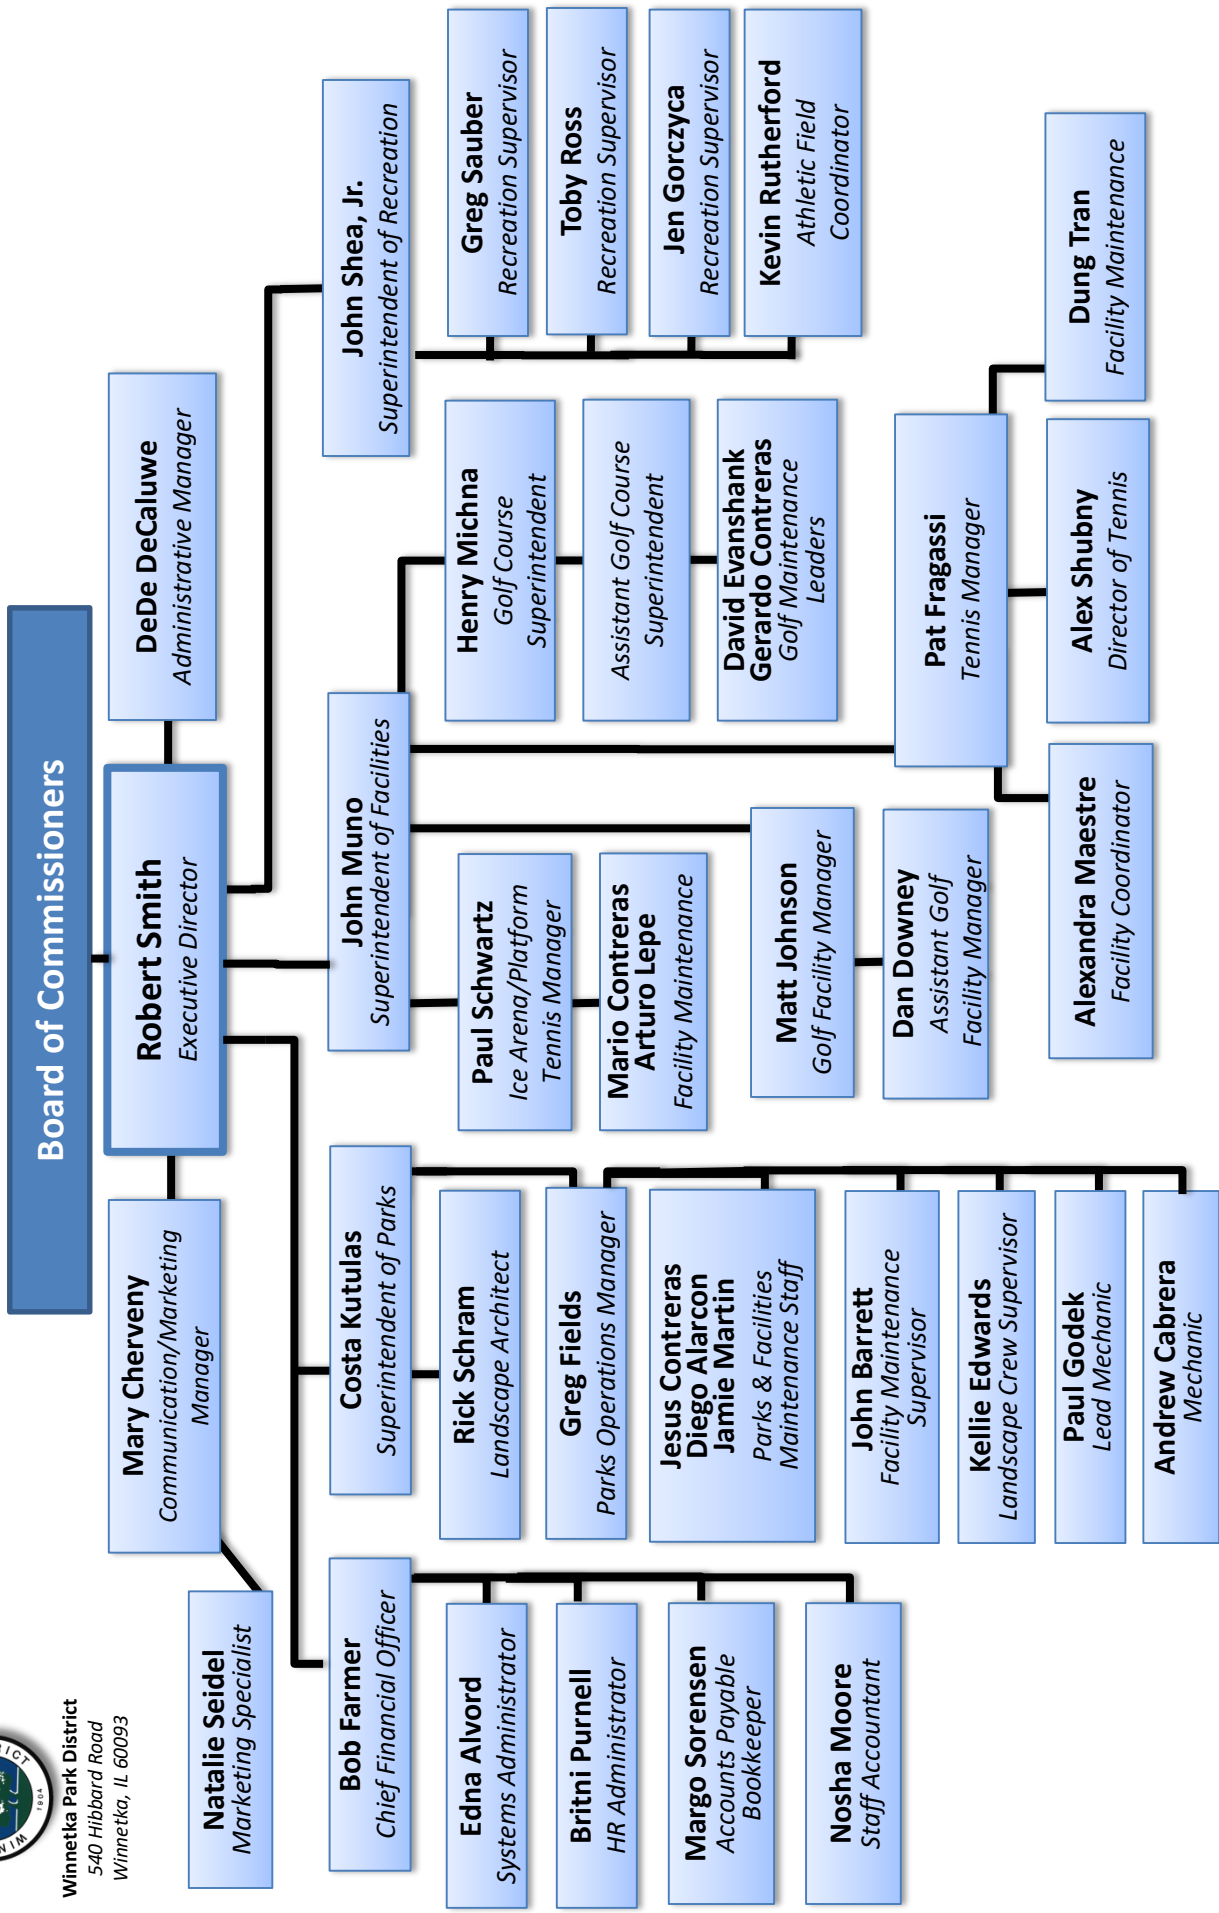 Board of Commissioners
Robert Smith
Executive Director
DeDe DeCaluwe
Administrative Manager
Mary Cherveny
Communication/Marketing
Manager
Natalie Seidel
Marketing Specialist
RICT
WIN
1904
Winnetka Park District
540 Hibbard Road
Winnetka, IL 60093
Bob Farmer
Chief Financial Officer
Edna Alvord
Systems Administrator
Britni Purnell
HR Administrator
Margo Sorensen
Accounts Payable
Bookkeeper
Nosha Moore
Staff Accountant
Costa Kutulas
Superintendent of Parks
Rick Schram
Landscape Architect
Greg Fields
Parks Operations Manager
Jesus Contreras
Diego Alarcon
Jamie Martin
Parks & Facilities
Maintenance Staff
John Barrett
Facility Maintenance
Supervisor
Kellie Edwards
Landscape Crew Supervisor
Paul Godek
Lead Mechanic
Andrew Cabrera
Mechanic
John Muno
Superintendent of Facilities
Paul Schwartz
Ice Arena/Platform
Tennis Manager
Mario Contreras
Arturo Lepe
Facility Maintenance
Matt Johnson
Golf Facility Manager
Dan Downey
Assistant Golf
Facility Manager
Henry Michna
Golf Course
Superintendent
Assistant Golf Course
Superintendent
David Evanshank
Gerardo Contreras
Golf Maintenance
Leaders
Pat Fragassi
Tennis Manager
Alexandra Maestre
Facility Coordinator
Alex Shubny
Director of Tennis
Dung Tran
Facility Maintenance
John Shea, Jr.
Superintendent of Recreation
Greg Sauber
Recreation Supervisor
Toby Ross
Recreation Supervisor
Jen Gorczyca
Recreation Supervisor
Kevin Rutherford
Athletic Field
Coordinator